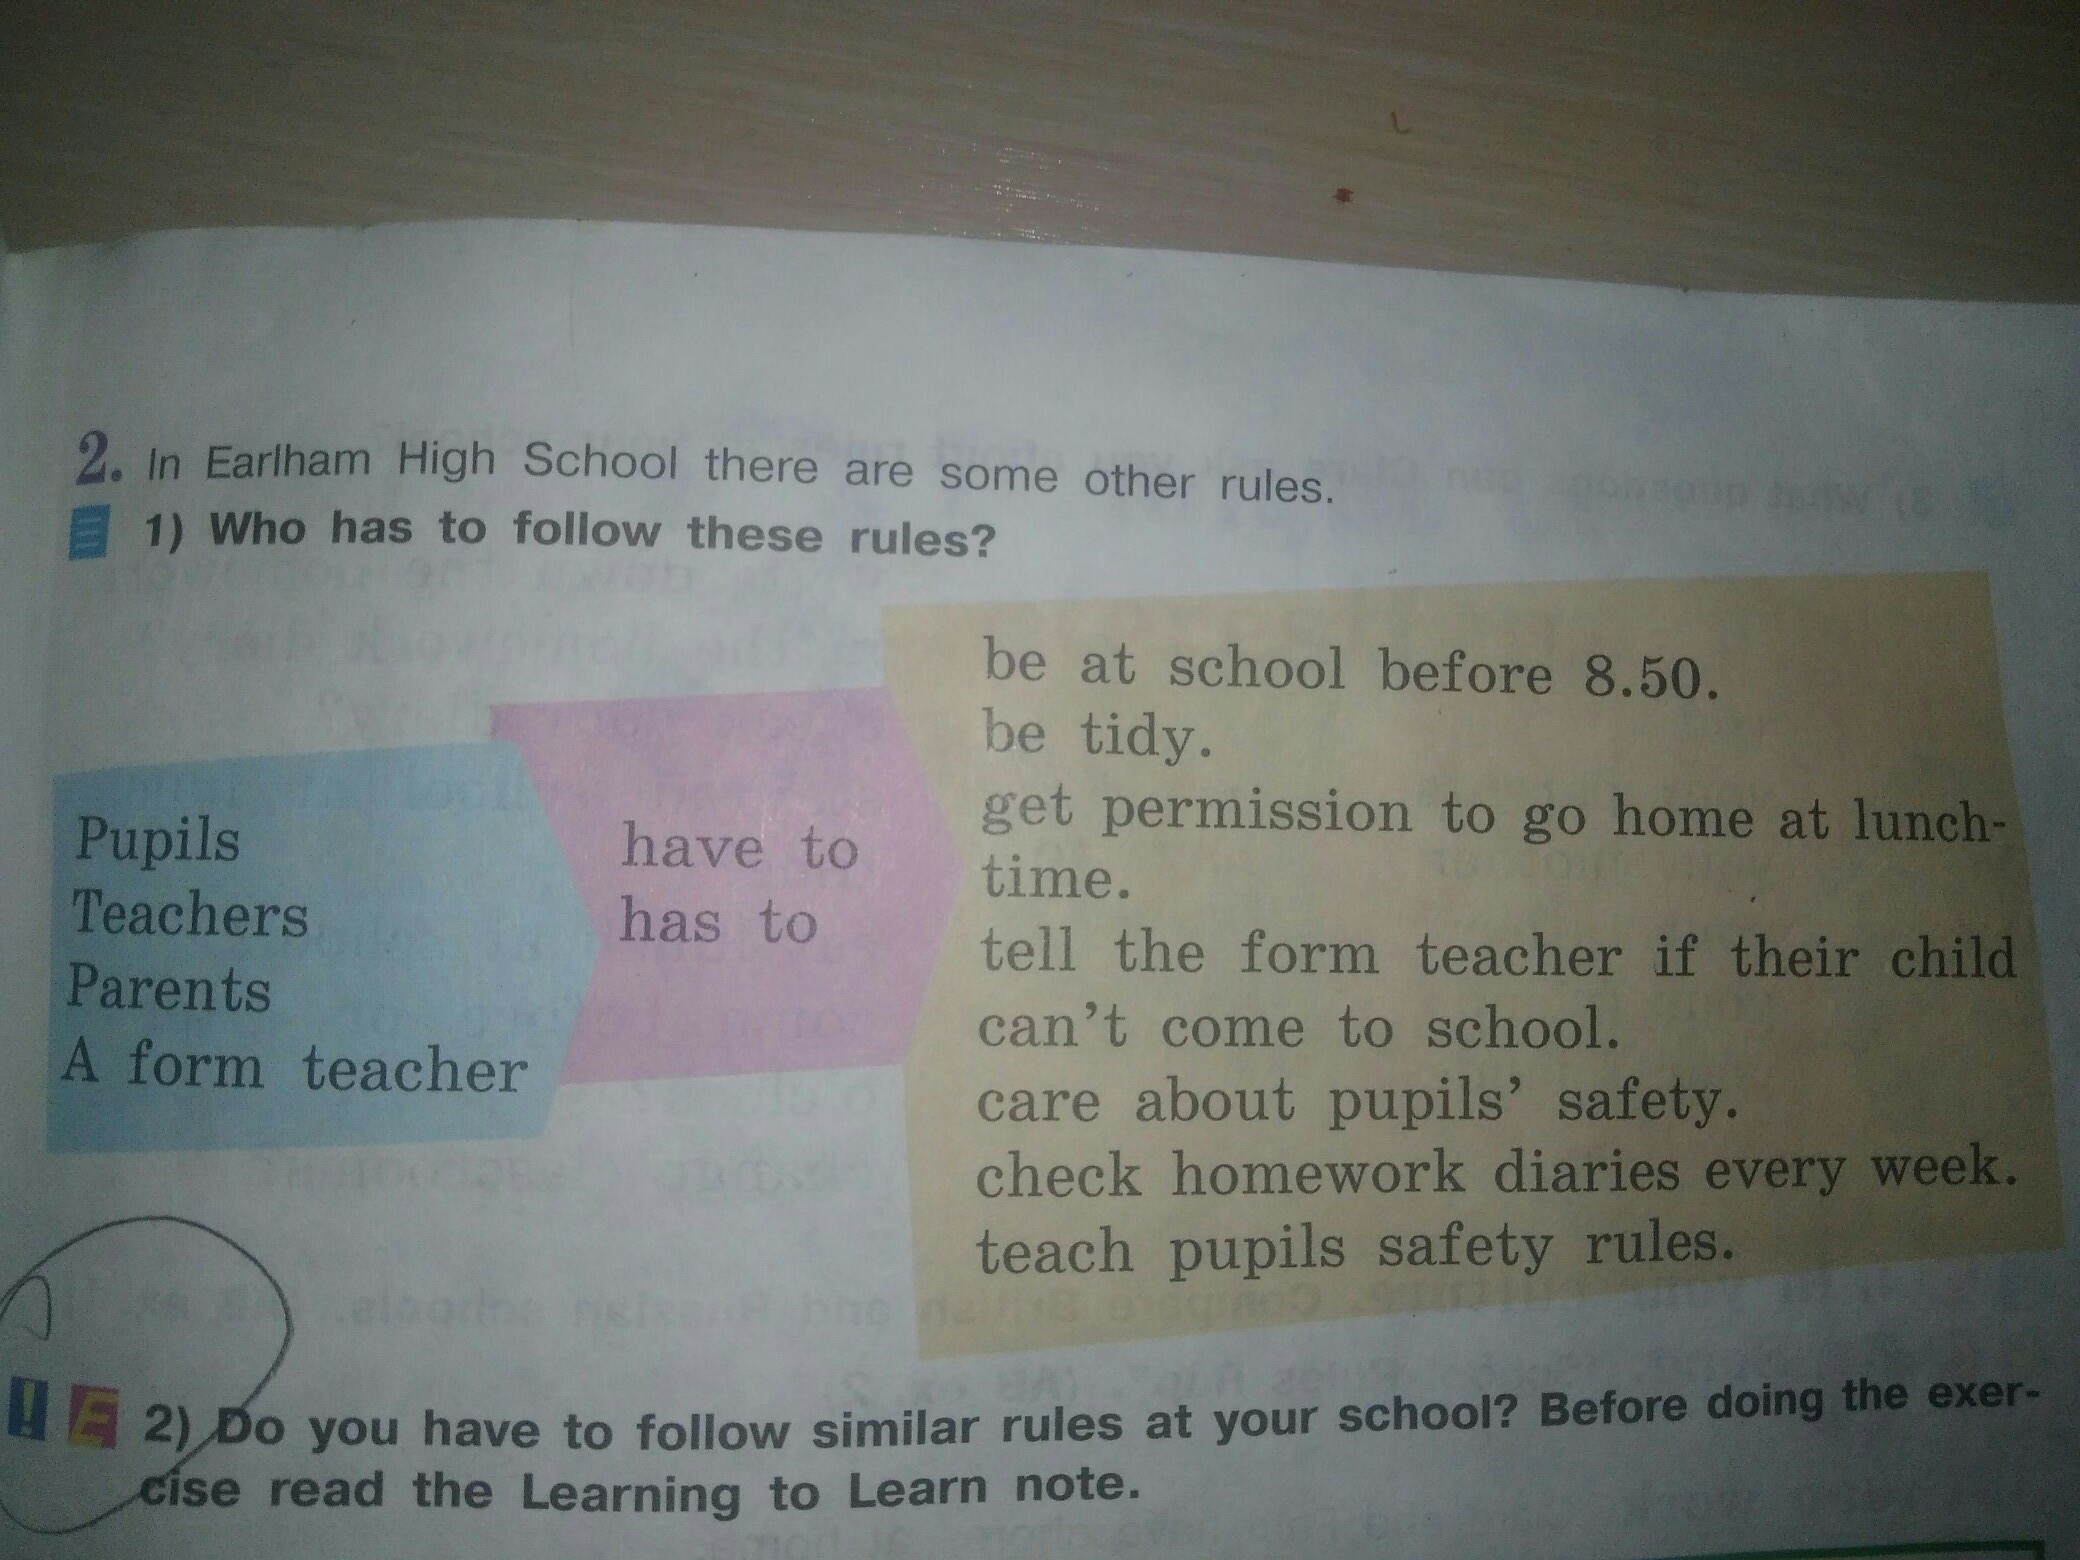 2. In Earlham High School there are some other rules.
1) Who has to follow these rules?
Pupils
Teachers
Parents
A form teacher
have to
has to
be at school before 8.50.
be tidy.
get permission to go home at lunch-
time.
tell the form teacher if their child
can't come to school.
care about pupils' safety.
check homework diaries every week.
teach pupils safety rules.
! E 2) Do you have to follow similar rules at your school? Before doing the exer-
cise read the Learning to Learn note.